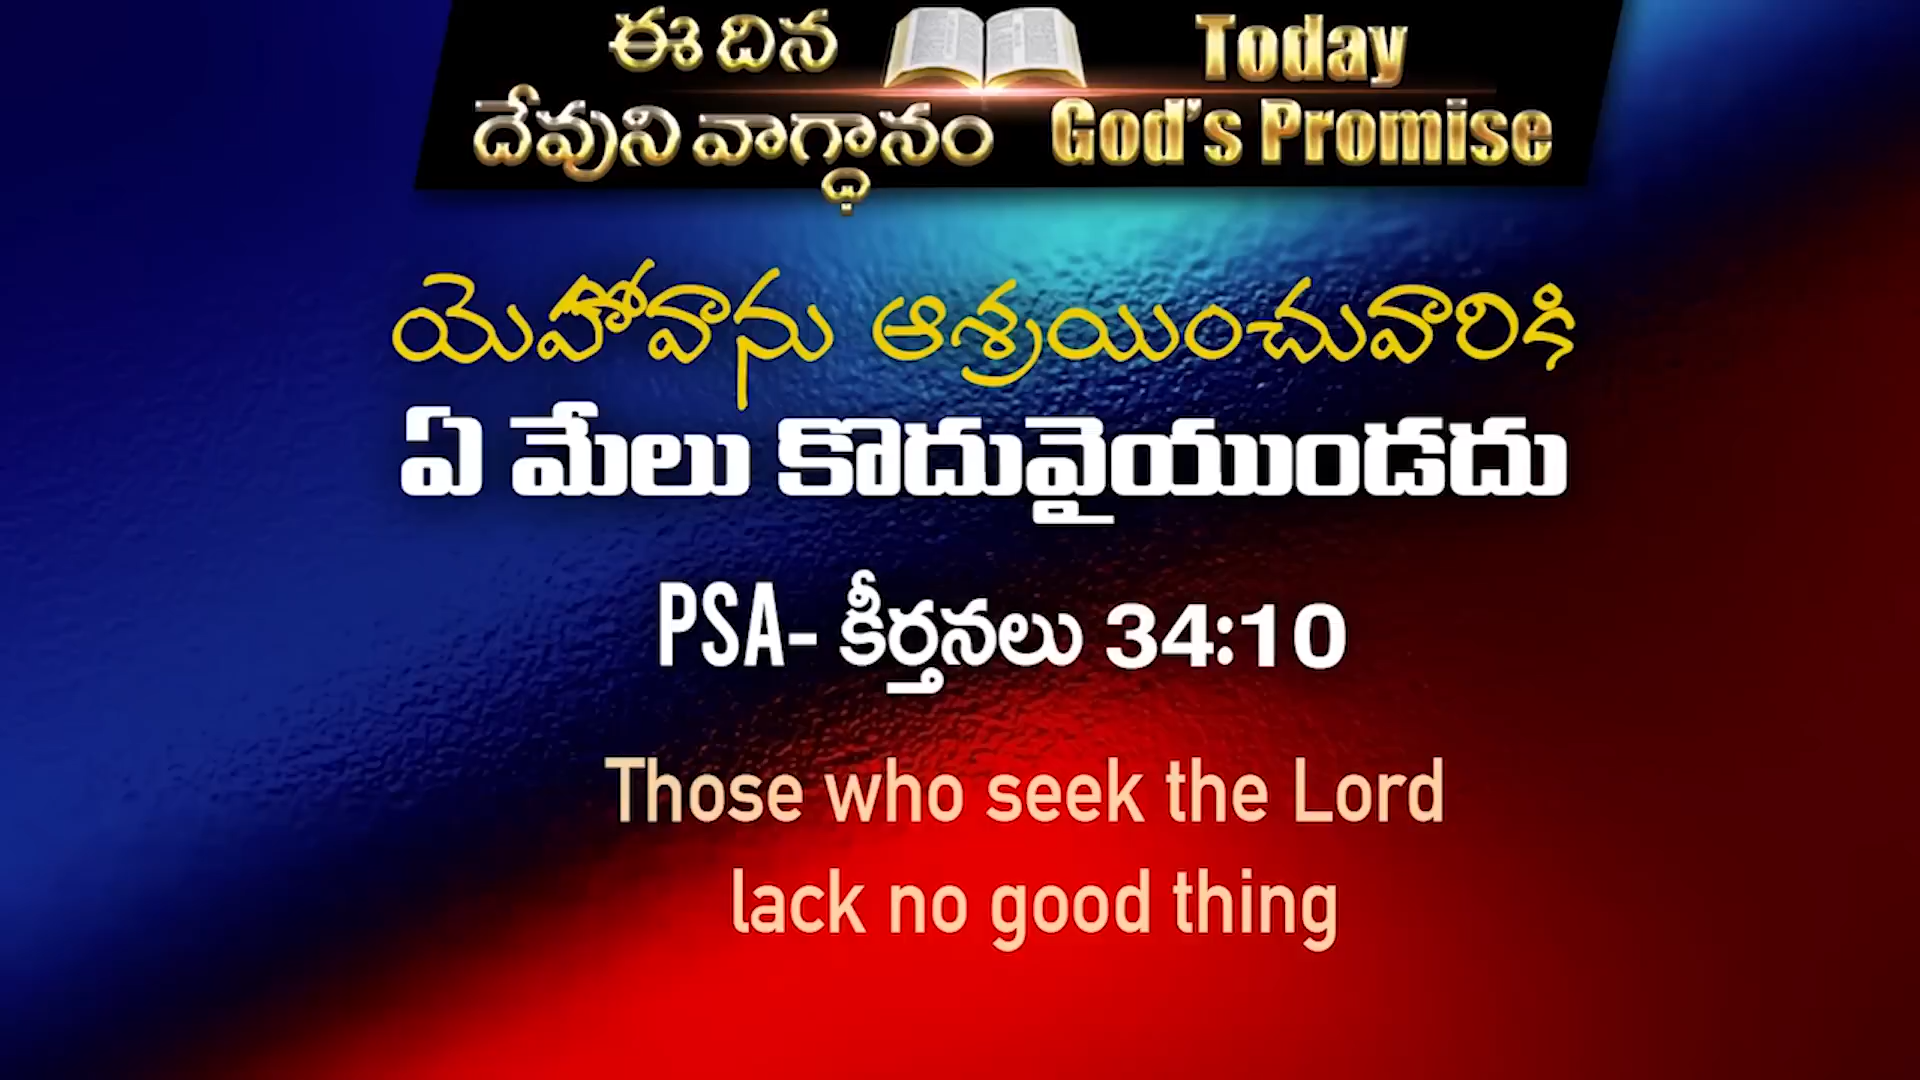 ఈ దిన
దేవుని వాగ్ధానం
Today
God's Promise
యెహోవాను ఆశ్రయించువారికి
ఏ మేలు కొదువైయుండదు
PSA- కీర్తనలు 34:10
Those who seek the Lord
lack no good thing